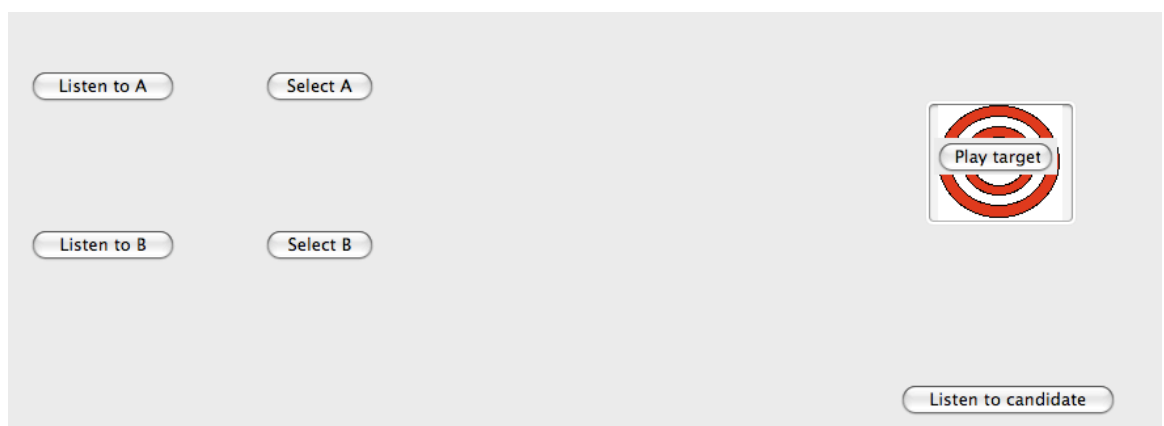 Listen to A
Select A
Play target
Listen to B
Select B
Listen to candidate